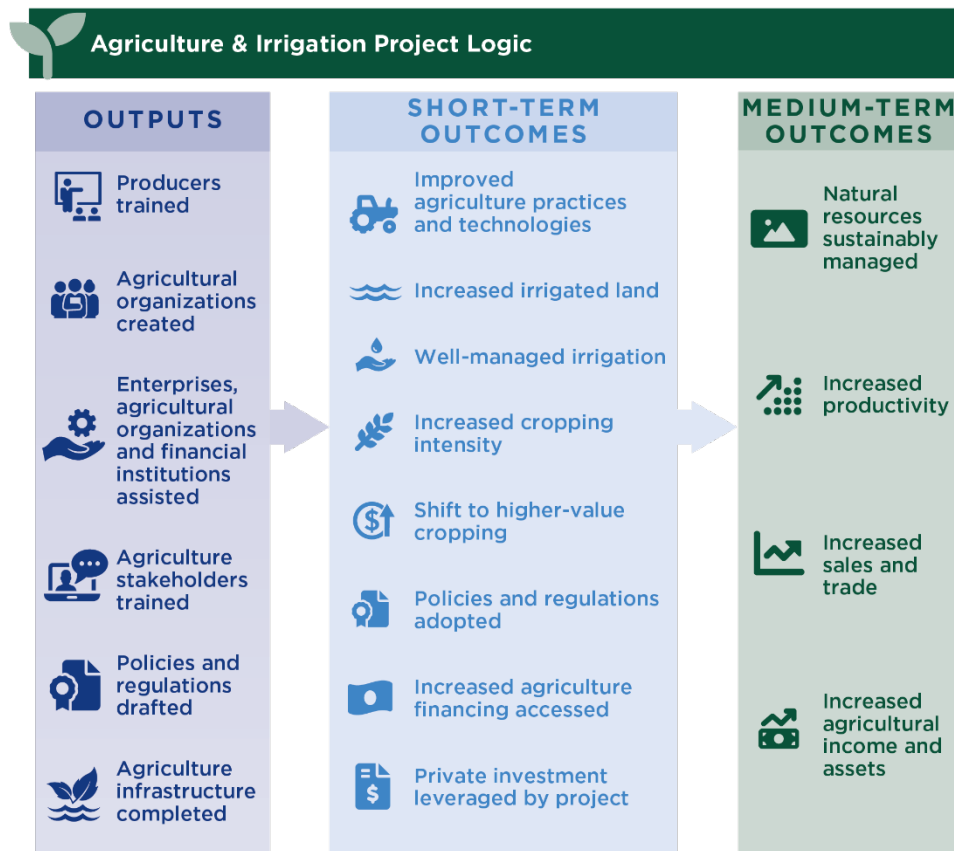 Agriculture & Irrigation Project Logic
OUTPUTS
Producers
trained
Agricultural
organizations
created
Enterprises,
agricultural
organizations
and financial
institutions
assisted
Agriculture
stakeholders
trained
Policies and
regulations
drafted
Agriculture
infrastructure
completed
SHORT-TERM
OUTCOMES
Improved
agriculture practices
and technologies
Increased irrigated land
Well-managed irrigation
Increased cropping
intensity
Shift to higher-value
cropping
Policies and regulations
adopted
Increased agriculture
financing accessed
Private investment
leveraged by project
MEDIUM-TERM
OUTCOMES
Natural
resources
sustainably
managed
Increased
productivity
Increased
sales and
trade
Increased
agricultural
income and
assets